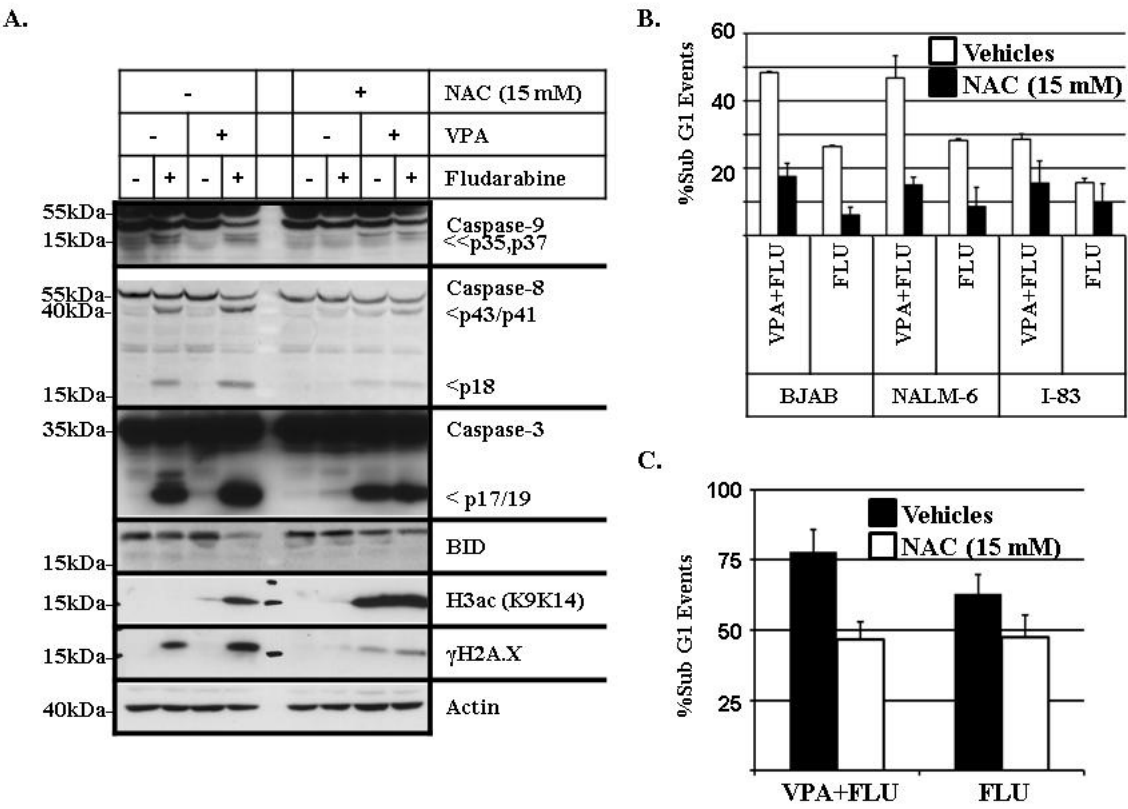 A.
- + NAC (15 mM)
- + - + VPA
- + - + - + - + Fludarabine
55kDa- Caspase-9
15kDa- <<p35,p37
55kDa- Caspase-8
40kDa- <p43/p41
15kDa- <p18
35kDa- Caspase-3
< p17/19
BID
15kDa-
15kDa- H3ac (K9K14)
15kDa- γH2A.X
40kDa- Actin
B.
%Sub G1 Events
60
40
20
Vehicles
NAC (15 mM)
VPA+FLU FLU VPA+FLU FLU VPA+FLU FLU
BJAB NALM-6 I-83
C.
%Sub G1 Events
100
75
50
25
Vehicles
NAC (15 mM)
VPA+FLU FLU